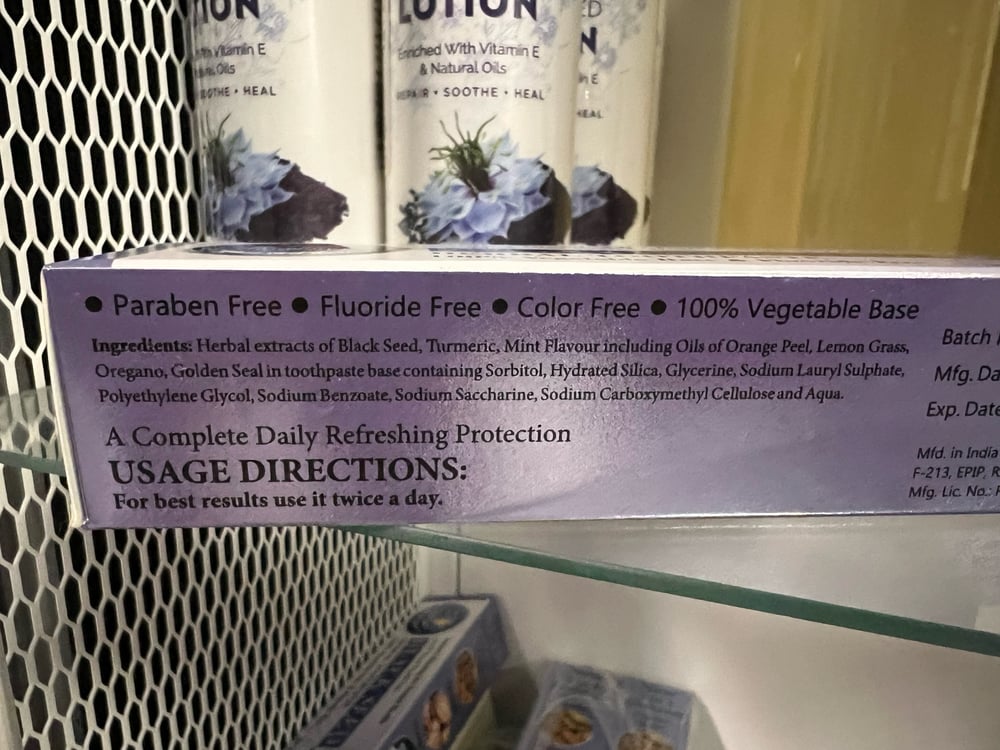 LOTION
Enriched With Vitamin E
& Natural Oils
REPAIR • SOOTHE • HEAL
Vitamin E
Oils
SOOTHE • HEAL
HEAL
• Paraben Free • Fluoride Free • Color Free • 100% Vegetable Base
Ingredients: Herbal extracts of Black Seed, Turmeric, Mint Flavour including Oils of Orange Peel, Lemon Grass,
Oregano, Golden Seal in toothpaste base containing Sorbitol, Hydrated Silica, Glycerine, Sodium Lauryl Sulphate,
Polyethylene Glycol, Sodium Benzoate, Sodium Saccharine, Sodium Carboxymethyl Cellulose and Aqua.
A Complete Daily Refreshing Protection
USAGE DIRECTIONS:
For best results use it twice a day.
Batch
Mfg. Da
Exp. Date
Mfd. in India
F-213, EPIP, R
Mfg. Lic. No.: